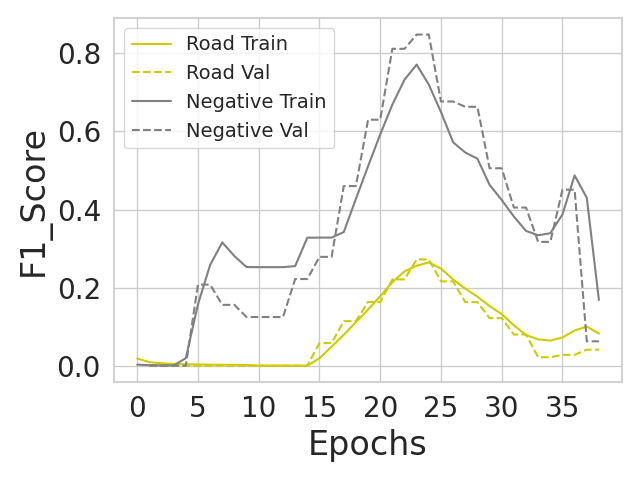 Road Train
Road Val
Negative Train
Negative Val
F1_Score
0.8
0.6
0.4
0.2
0.0
0 5 10 15 20 25 30 35
Epochs